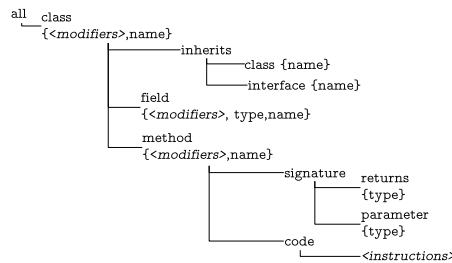 all
class
{<modifiers>,name}
inherits
class {name}
interface {name}
field
{<modifiers>, type,name}
method
{<modifiers>,name}
signature
returns
{type}
parameter
{type}
code
<instructions>